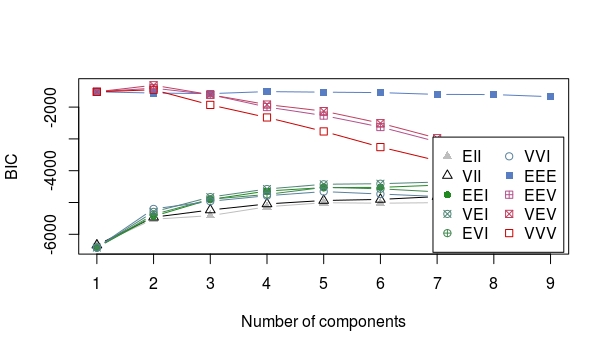 BIC
-2000
-4000
-6000
EII VVI
VII EEE
EEI EEV
VEI VEV
EVI VVV
1 2 3 4 5 6 7 8 9
Number of components